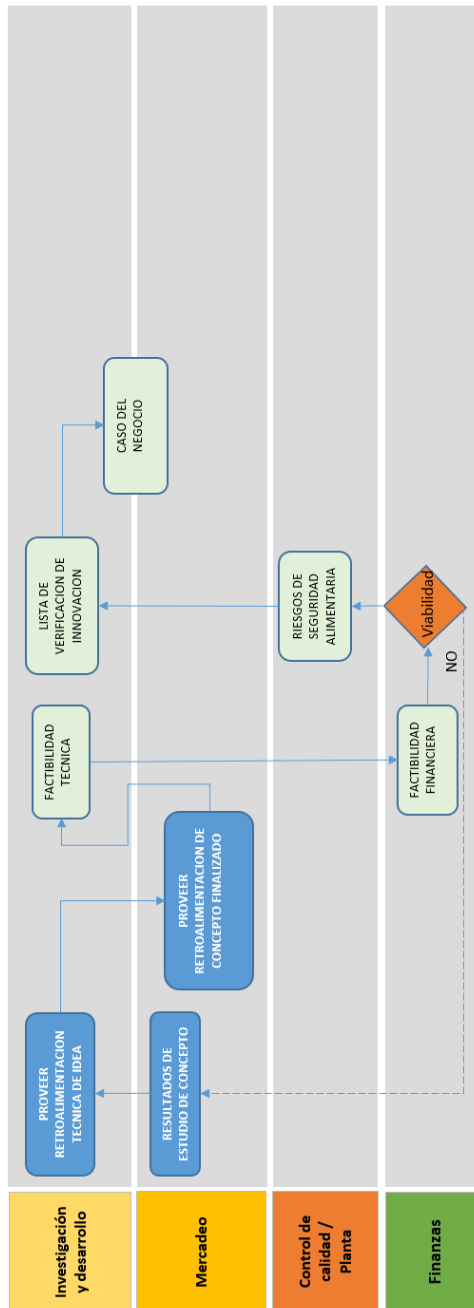 Investigación
y desarrollo
Mercadeo
Control de
calidad /
Planta
Finanzas
PROVEER
RETROALIMENTACION
TECNICA DE IDEA
RESULTADOS DE
ESTUDIO DE CONCEPTO
PROVEER
RETROALIMENTACION DE
CONCEPTO FINALIZADO
FACTIBILIDAD
TECNICA
FACTIBILIDAD
FINANCIERA
NO
Viabilidad
RIESGOS DE
SEGURIDAD
ALIMENTARIA
LISTA DE
VERIFICACION DE
INNOVACION
CASO DEL
NEGOCIO